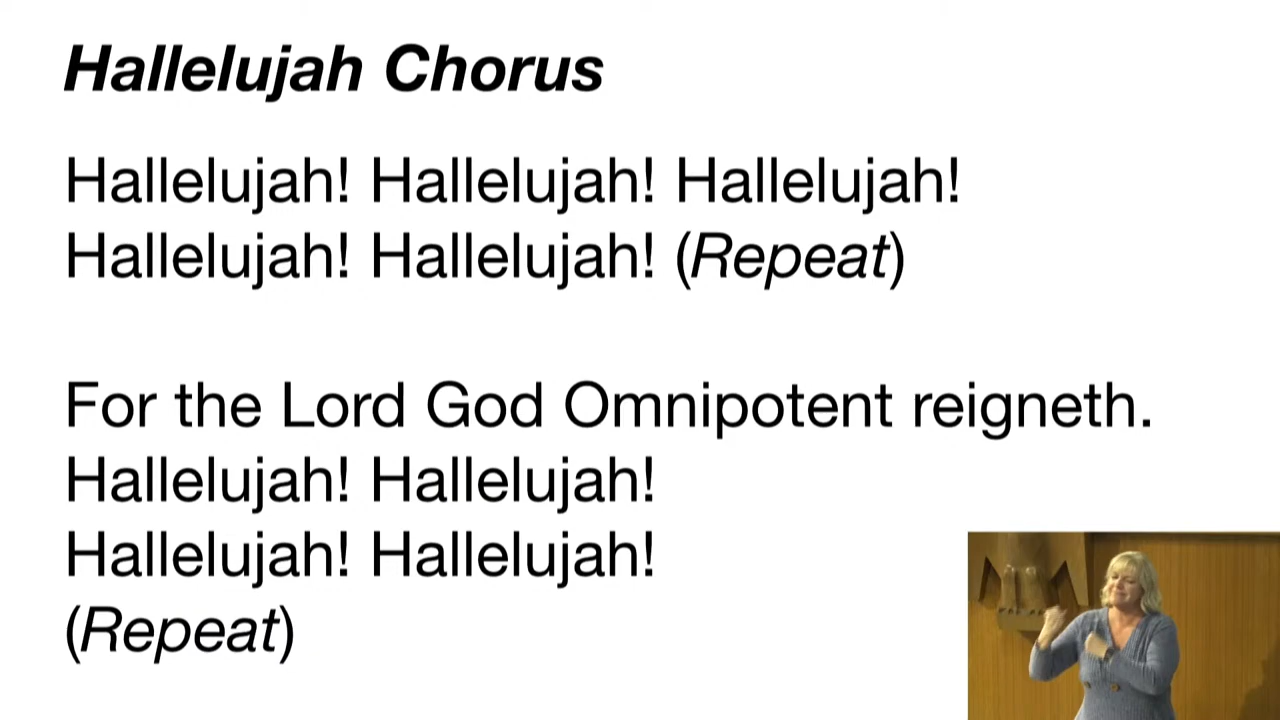 Hallelujah Chorus
Hallelujah! Hallelujah! Hallelujah!
Hallelujah! Hallelujah! (Repeat)
For the Lord God Omnipotent reigneth.
Hallelujah! Hallelujah!
Hallelujah! Hallelujah!
(Repeat)